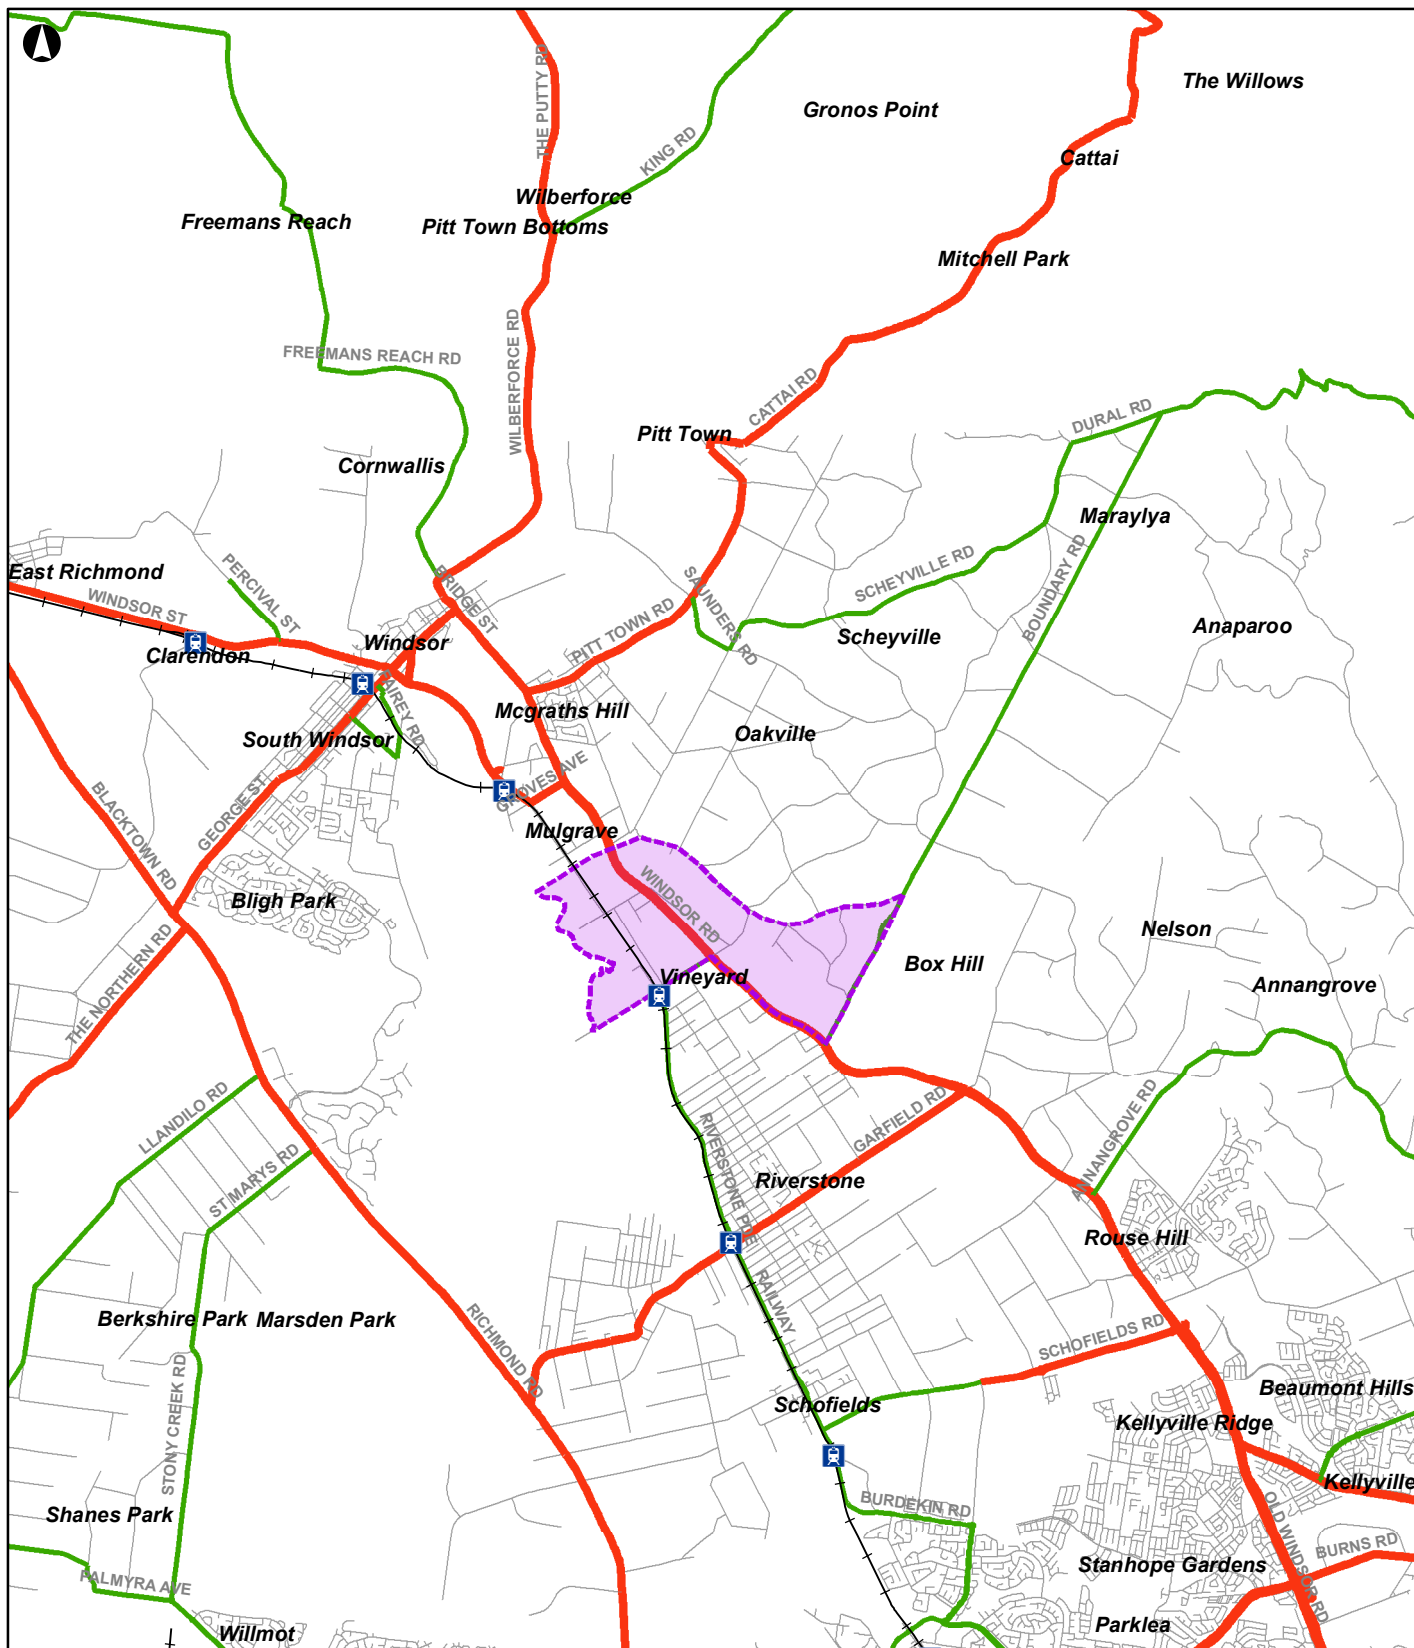 The Willows
Gronos Point
THE PUTTY RD
KING RD
Cattai
Wilberforce
Freemans Reach
Pitt Town Bottoms
Mitchell Park
FREEMANS REACH RD
WILBERFORCE RD
CATTAI RD
DURAL RD
Pitt Town
Cornwallis
Maraylya
East Richmond
PERCIVAL ST
WINDSOR ST
BRIDGE ST
SAUNDERS RD
SCHEYVILLE RD
BOUNDARY RD
PITT TOWN RD
Scheyville
Anaparoo
Windsor
Clarendon
FAIREY RD
Mcgraths Hill
Oakville
South Windsor
GROVES AVE
BLACKTOWN RD
GEORGE ST
Mulgrave
Bligh Park
WINDSOR RD
Nelson
THE NORTHERN RD
Vineyard
Box Hill
Annangrove
LLANDILO RD
ST MARYS RD
RIVERSTONE PDE
GARFIELD RD
ANNANGROVE RD
Riverstone
Rouse Hill
RAILWAY
Berkshire Park
Marsden Park
RICHMOND RD
SCHOFIELDS RD
STONY CREEK RD
Schofields
Beaumont Hills
Kellyville Ridge
Kellyville
Shanes Park
BURDEKIN RD
OLD WINDSOR RD
BURNS RD
Stanhope Gardens
PALMYRA AVE
Willmot
Parklea